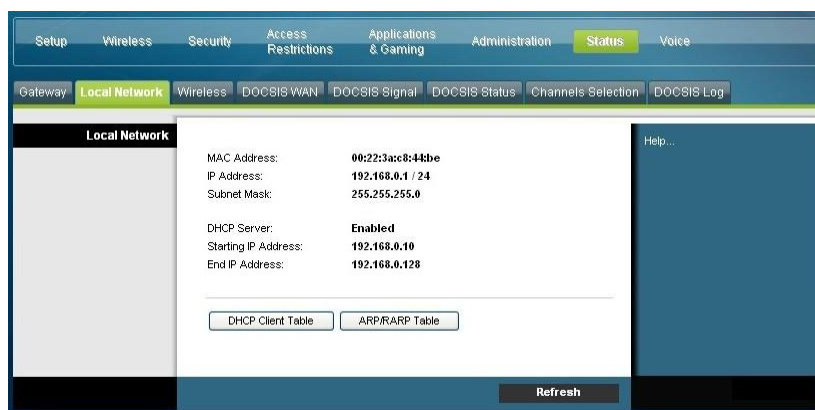 Setup Wireless Security Access Restrictions Applications & Gaming Administration Status Voice
Gateway Local Network Wireless DOCSIS WAN DOCSIS Signal DOCSIS Status Channels Selection DOCSIS Log
Local Network
Help...
MAC Address: 00:22:3a:c8:44:be
IP Address: 192.168.0.1 / 24
Subnet Mask: 255.255.255.0
DHCP Server: Enabled
Starting IP Address: 192.168.0.10
End IP Address: 192.168.0.128
DHCP Client Table ARP/RARP Table
Refresh